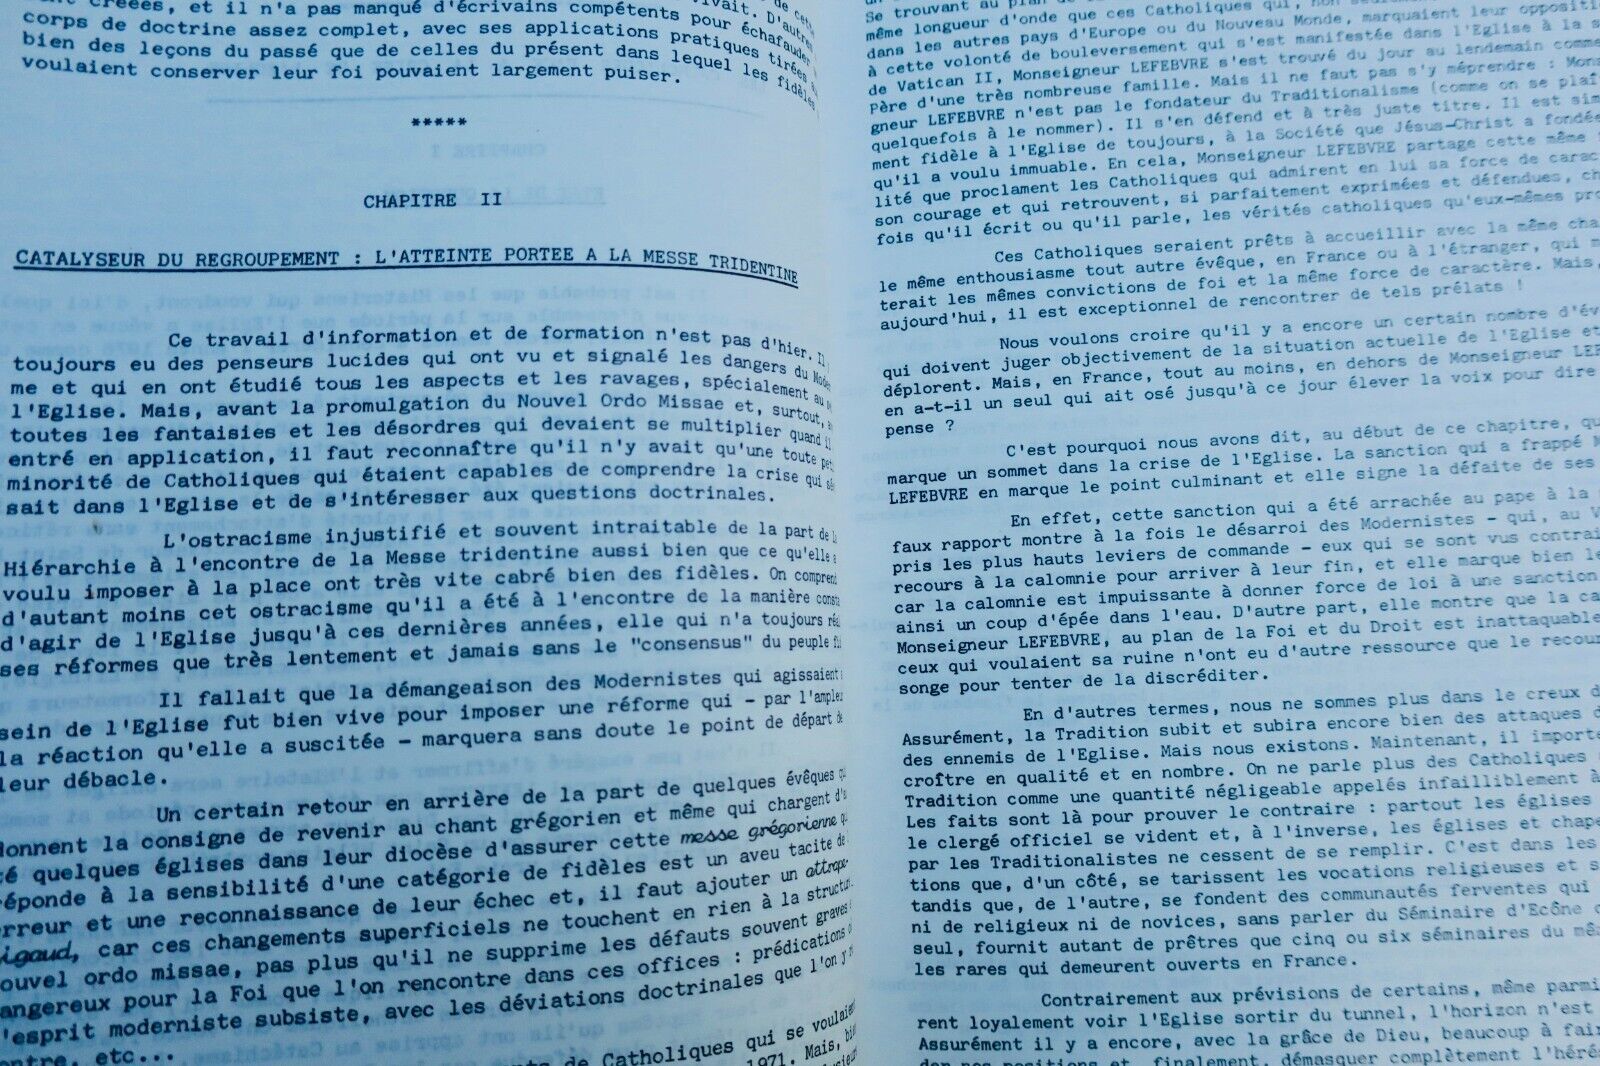 créées, et il n'a pas manqué d'écrivains compétents pour échafauder
corps de doctrine assez complet, avec ses applications pratiques tirées
bien des leçons du passé que de celles du présent dans lequel les fidèles
voulaient conserver leur foi pouvaient largement puiser.
*****
CHAPITRE II
CATALYSEUR DU REGROUPEMENT : L'ATTEINTE PORTEE A LA MESSE TRIDENTINE
Ce travail d'information et de formation n'est pas d'hier. Il
toujours eu des penseurs lucides qui ont vu et signalé les dangers du Moder
me et qui en ont étudié tous les aspects et les ravages, spécialement au
l'Eglise. Mais, avant la promulgation du Nouvel Ordo Missae et, surtout,
toutes les fantaisies et les désordres qui devaient se multiplier quand il
entré en application, il faut reconnaître qu'il n'y avait qu'une toute pet
minorité de Catholiques qui étaient capables de comprendre la crise qui
sait dans l'Eglise et de s'intéresser aux questions doctrinales.
L'ostracisme injustifié et souvent intraitable de la part de la
Hiérarchie à l'encontre de la Messe tridentine aussi bien que ce qu'elle a
voulu imposer à la place ont très vite cabré bien des fidèles. On comprend
d'autant moins cet ostracisme qu'il a été à l'encontre de la manière consta
d'agir de l'Eglise jusqu'à ces dernières années, elle qui n'a toujours réa
ses réformes que très lentement et jamais sans le "consensus" du peuple fi
Il fallait que la démangeaison des Modernistes qui agissaient
sein de l'Eglise fut bien vive pour imposer une réforme qui - par l'ampleu
la réaction qu'elle a suscitée - marquera sans doute le point de départ de
leur débacle.
Un certain retour en arrière de la part de quelques évêques qu
donnent la consigne de revenir au chant grégorien et même qui chargent d'a
té quelques églises dans leur diocèse d'assurer cette messe grégorienne qu
réponde à la sensibilité d'une catégorie de fidèles est un aveu tacite de
erreur et une reconnaissance de leur échec et, il faut ajouter un attrape-
nigaud, car ces changements superficiels ne touchent en rien à la structure
ouvel ordo missae, pas plus qu'il ne supprime les défauts souvent graves
angereux pour la Foi que l'on rencontre dans ces offices : prédications
'esprit moderniste subsiste, avec les déviations doctrinales que l'on y
entre, etc...
de Catholiques qui se voulaient
1971. Mais,
Se trouvant au plan de
même longueur d'onde que ces Catholiques qui,
dans les autres pays d'Europe ou du Nouveau Monde, marquaient leur oppositi
à cette volonté de bouleversement qui s'est manifestée dans l'Eglise à la s
de Vatican II, Monseigneur LEFEBVRE s'est trouvé du jour au lendemain comme
Père d'une très nombreuse famille. Mais il ne faut pas s'y méprendre : Mons
gneur LEFEBVRE n'est pas le fondateur du Traditionalisme (comme on se plaît
quelquefois à le nommer). Il s'en défend et à très juste titre. Il est sim
ment fidèle à l'Eglise de toujours, à la Société que Jésus-Christ a fondée
qu'il a voulu immuable. En cela, Monseigneur LEFEBVRE partage cette même
lité que proclament les Catholiques qui admirent en lui sa force de carac
son courage et qui retrouvent, si parfaitement exprimées et défendues, ch
fois qu'il écrit ou qu'il parle, les vérités catholiques qu'eux-mêmes pro
Ces Catholiques seraient prêts à accueillir avec la même cha
le même enthousiasme tout autre évêque, en France ou à l'étranger, qui m
terait les mêmes convictions de foi et la même force de caractère. Mais,
aujourd'hui, il est exceptionnel de rencontrer de tels prélats !
Nous voulons croire qu'il y a encore un certain nombre d'év
qui doivent juger objectivement de la situation actuelle de l'Eglise et
déplorent. Mais, en France, tout au moins, en dehors de Monseigneur LEF
en a-t-il un seul qui ait osé jusqu'à ce jour élever la voix pour dire
pense ?
C'est pourquoi nous avons dit, au début de ce chapitre, qu
marque un sommet dans la crise de l'Eglise. La sanction qui a frappé M
LEFEBVRE en marque le point culminant et elle signe la défaite de ses
En effet, cette sanction qui a été arrachée au pape à la
faux rapport montre à la fois le désarroi des Modernistes - qui, au V
pris les plus hauts leviers de commande - eux qui se sont vus contrai
recours à la calomnie pour arriver à leur fin, et elle marque bien le
car la calomnie est impuissante à donner force de loi à une sanction
ainsi un coup d'épée dans l'eau. D'autre part, elle montre que la ca
Monseigneur LEFEBVRE, au plan de la Foi et du Droit est inattaquable
ceux qui voulaient sa ruine n'ont eu d'autre ressource que le recour
songe pour tenter de la discréditer.
En d'autres termes, nous ne sommes plus dans le creux d
Assurément, la Tradition subit et subira encore bien des attaques d
des ennemis de l'Eglise. Mais nous existons. Maintenant, il importe
croître en qualité et en nombre. On ne parle plus des Catholiques
Tradition comme une quantité négligeable appelés infailliblement à
Les faits sont là pour prouver le contraire : partout les églises
le clergé officiel se vident et, à l'inverse, les églises et chape
par les Traditionalistes ne cessent de se remplir. C'est dans les
tions que, d'un côté, se tarissent les vocations religieuses et s
tandis que, de l'autre, se fondent des communautés ferventes qui
ni de religieux ni de novices, sans parler du Séminaire d'Ecône q
seul, fournit autant de prêtres que cinq ou six séminaires du mê
les rares qui demeurent ouverts en France.
Contrairement aux prévisions de certains, même parmi
rent loyalement voir l'Eglise sortir du tunnel, l'horizon n'est
Assurément il y a encore, avec la grâce de Dieu, beaucoup à fair
positions et, finalement, démasquer complètement l'hérés